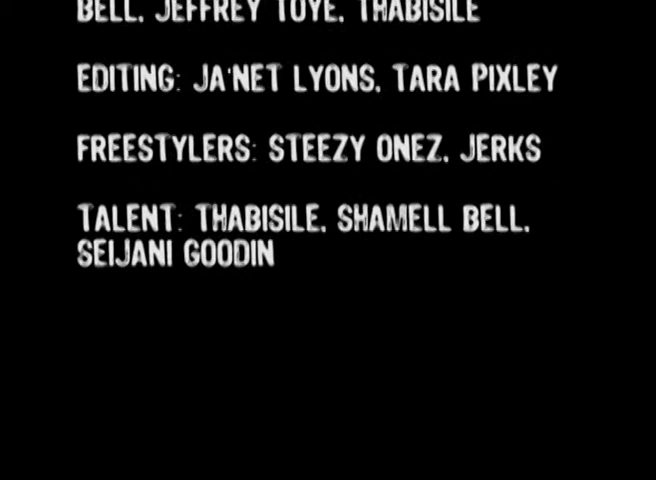 BELL, JEFFREY TOYE, THABISILE
EDITING: JA'NET LYONS, TARA PIXLEY
FREESTYLERS: STEEZY ONEZ, JERKS
TALENT: THABISILE, SHAMELL BELL,
SEIJANI GOODIN